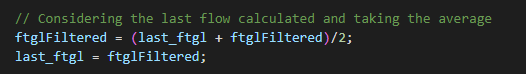 // Considering the last flow calculated and taking the average
ftglFiltered = (last_ftgl + ftglFiltered)/2;
last_ftgl = ftglFiltered;